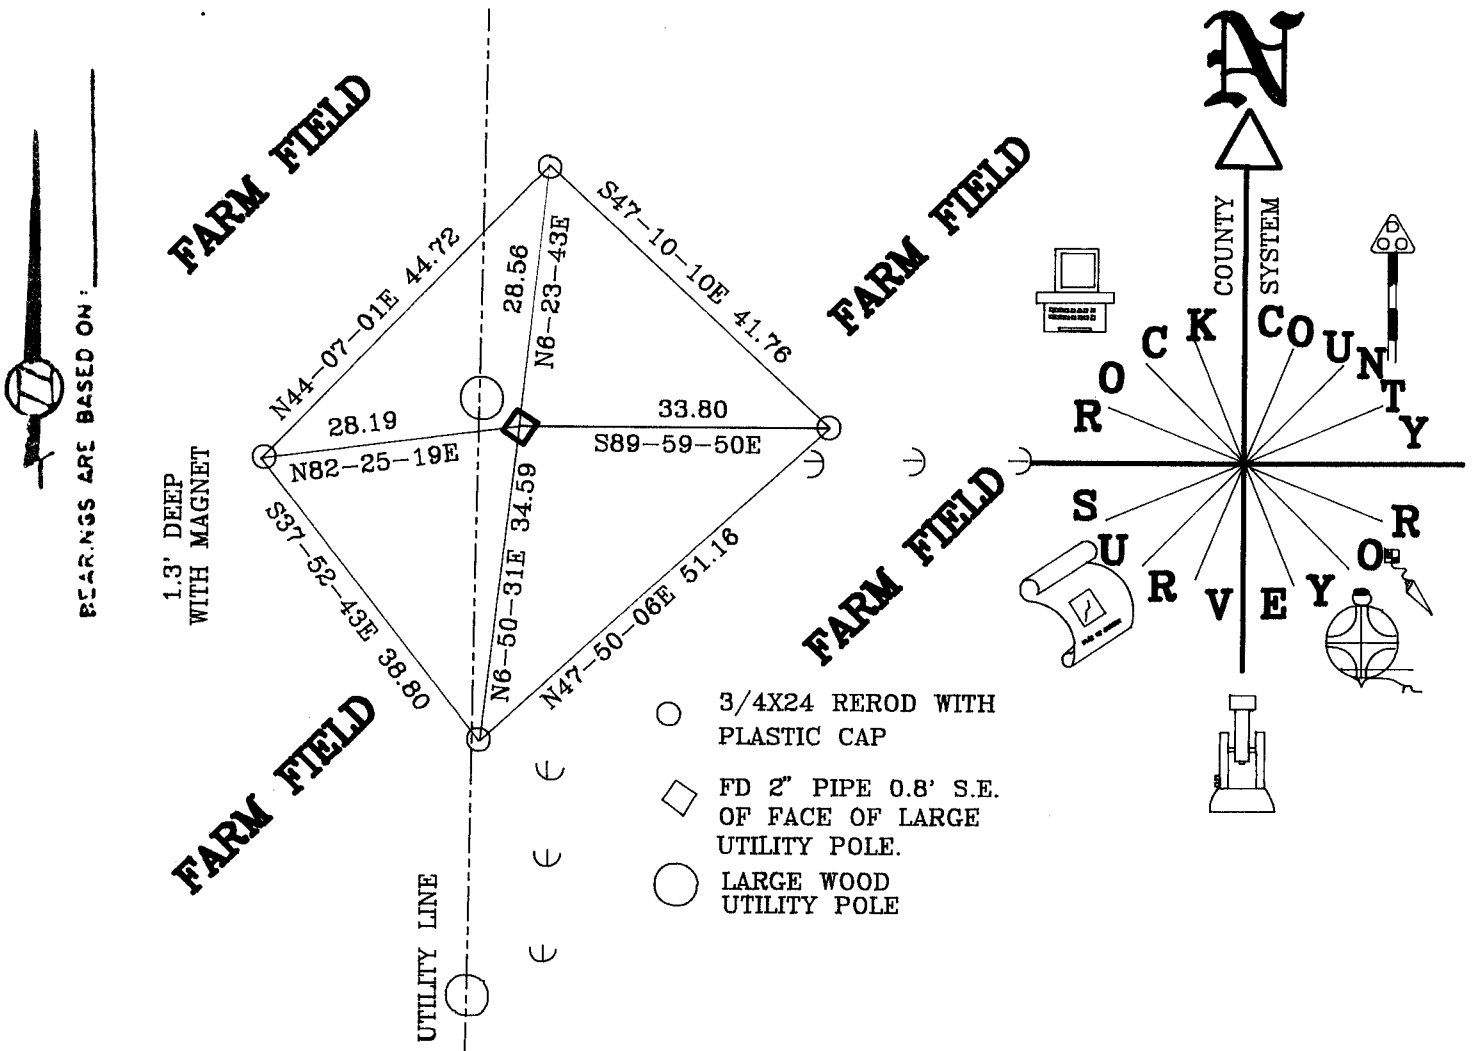 BEARINGS ARE BASED ON:
FARM FIELD
N
COUNTY
SYSTEM
FARM FIELD
N44-07-01E 44.72
28.56
N6-23-43E
S47-10-10E 41.76
28.19
N82-25-19E
33.80
S89-59-50E
1.3' DEEP
WITH MAGNET
S37-52-43E 38.80
N6-50-31E 34.59
N47-50-06E 51.16
FARM FIELD
FARM FIELD
ROCK COUNTY
SURVEYOR
3/4X24 REROD WITH
PLASTIC CAP
FD 2" PIPE 0.8' S.E.
OF FACE OF LARGE
UTILITY POLE.
LARGE WOOD
UTILITY POLE
UTILITY LINE